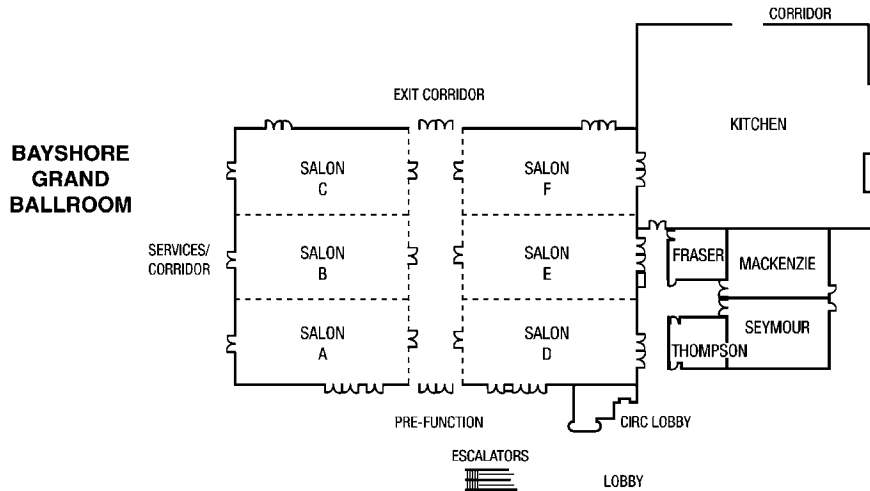 CORRIDOR
EXIT CORRIDOR
KITCHEN
BAYSHORE
GRAND
BALLROOM
SALON
C
SALON
F
SERVICES/
CORRIDOR
SALON
B
SALON
E
FRASER
MACKENZIE
SALON
A
SALON
D
THOMPSON
SEYMOUR
PRE-FUNCTION
CIRC LOBBY
ESCALATORS
LOBBY